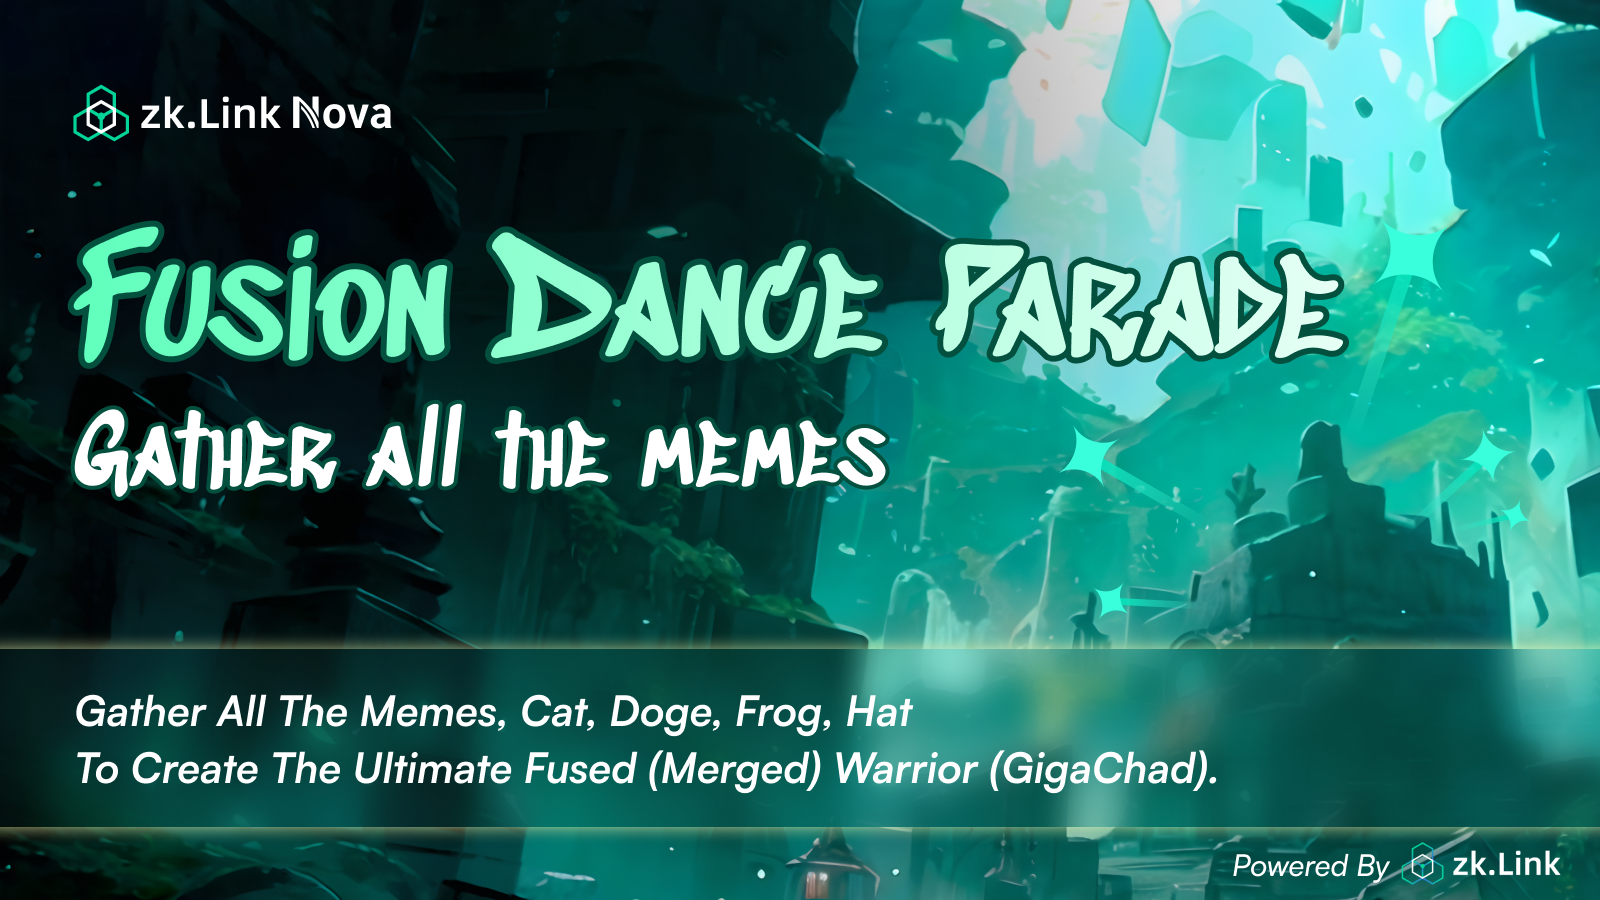 zk.Link Nova
Fusion Dance Parade
Gather all the memes
Gather All The Memes, Cat, Doge, Frog, Hat
To Create The Ultimate Fused (Merged) Warrior (GigaChad).
Powered By zk.Link